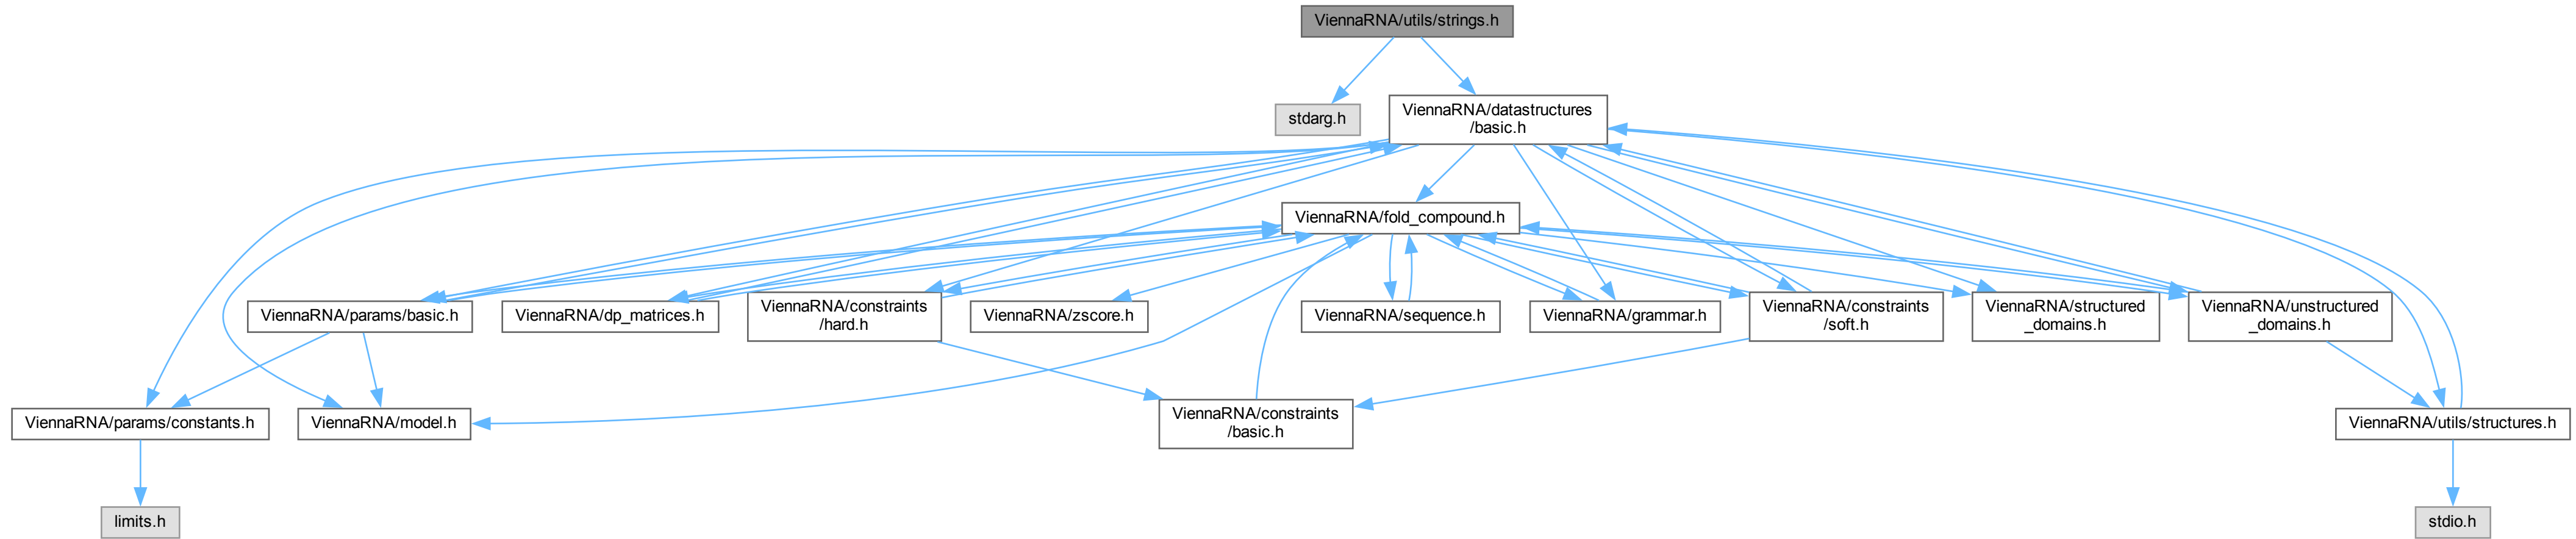 ViennaRNA/utils/strings.h
stdarg.h
ViennaRNA/datastructures
/basic.h
ViennaRNA/fold_compound.h
ViennaRNA/params/basic.h
ViennaRNA/dp_matrices.h
ViennaRNA/constraints
/hard.h
ViennaRNA/zscore.h
ViennaRNA/sequence.h
ViennaRNA/grammar.h
ViennaRNA/constraints
/soft.h
ViennaRNA/structured
_domains.h
ViennaRNA/unstructured
_domains.h
ViennaRNA/params/constants.h
ViennaRNA/model.h
ViennaRNA/constraints
/basic.h
ViennaRNA/utils/structures.h
limits.h
stdio.h